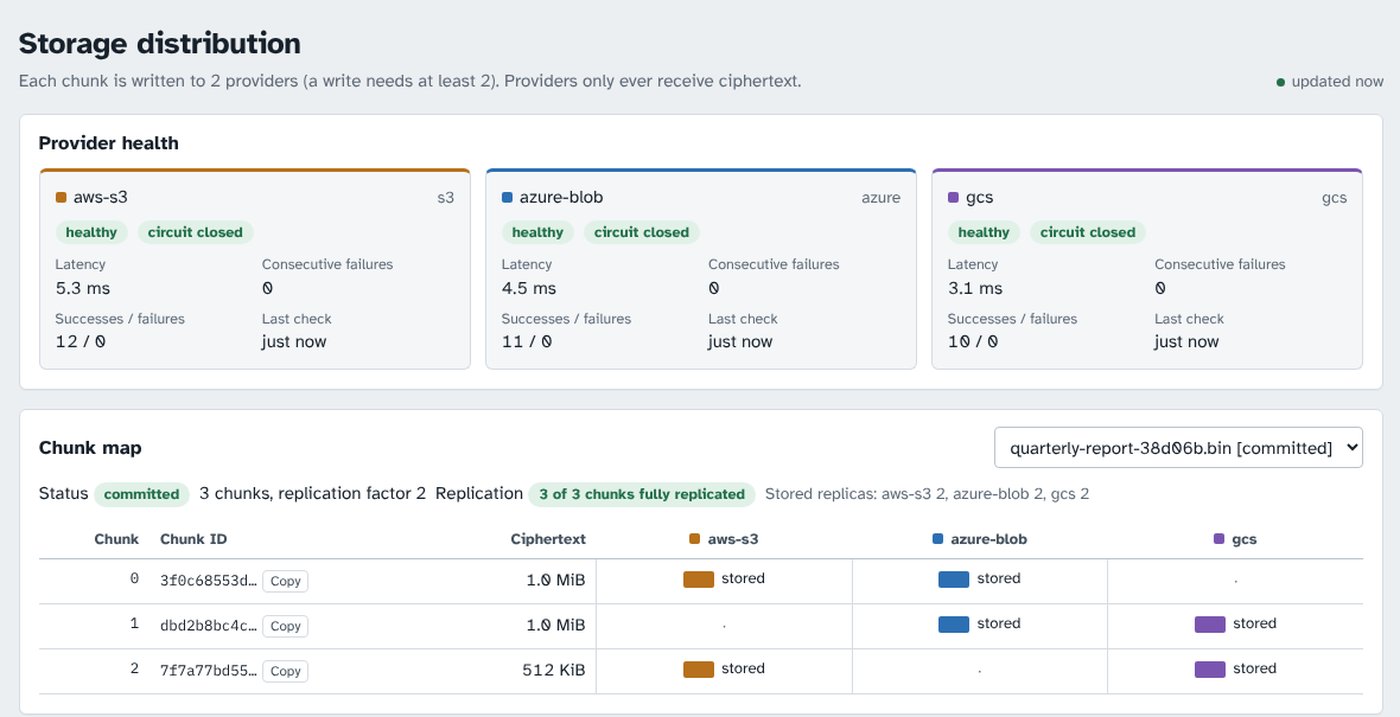 Storage distribution
Each chunk is written to 2 providers (a write needs at least 2). Providers only ever receive ciphertext.
updated now
Provider health
aws-s3 s3
healthy circuit closed
Latency Consecutive failures
5.3 ms 0
Successes / failures Last check
12 / 0 just now
azure-blob azure
healthy circuit closed
Latency Consecutive failures
4.5 ms 0
Successes / failures Last check
11 / 0 just now
gcs gcs
healthy circuit closed
Latency Consecutive failures
3.1 ms 0
Successes / failures Last check
10 / 0 just now
Chunk map
quarterly-report-38d06b.bin [committed]
Status committed 3 chunks, replication factor 2 Replication 3 of 3 chunks fully replicated Stored replicas: aws-s3 2, azure-blob 2, gcs 2
Chunk Chunk ID Ciphertext aws-s3 azure-blob gcs
0 3f0c68553d… Copy 1.0 MiB stored stored .
1 dbd2b8bc4c… Copy 1.0 MiB . stored stored
2 7f7a77bd55… Copy 512 KiB stored . stored